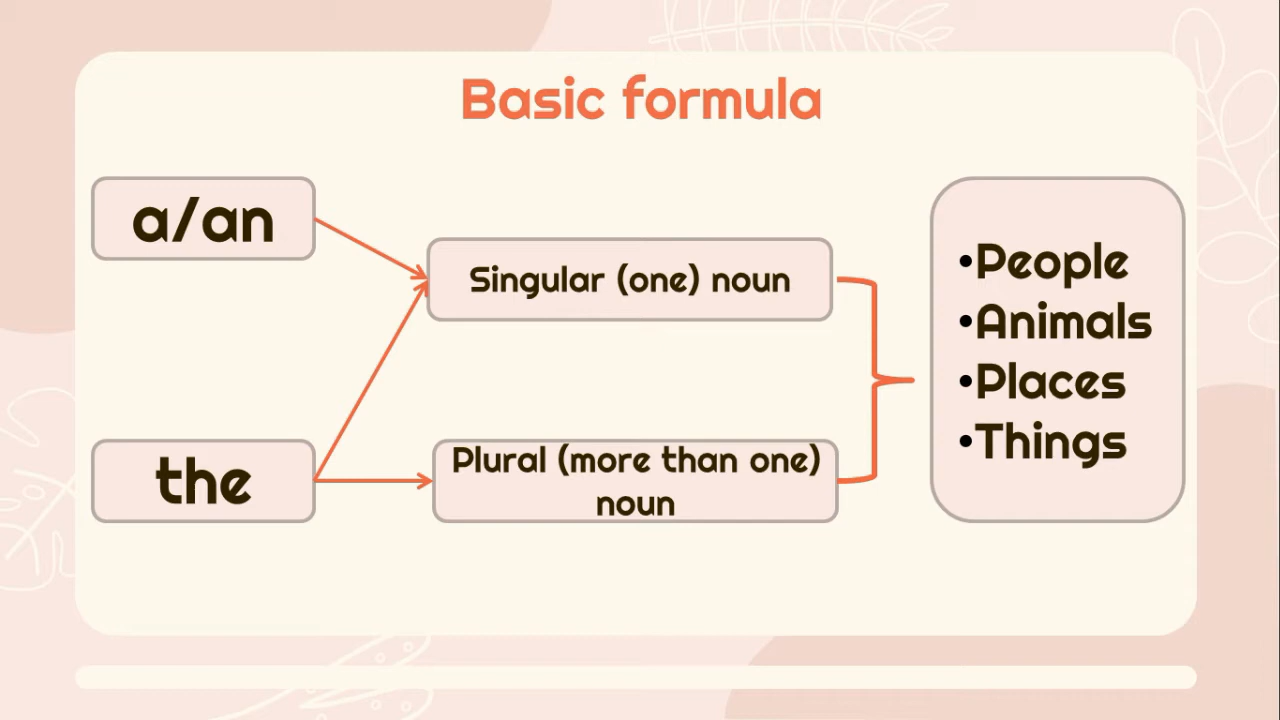 Basic formula
a/an
Singular (one) noun
the
Plural (more than one)
noun
•People
•Animals
•Places
•Things